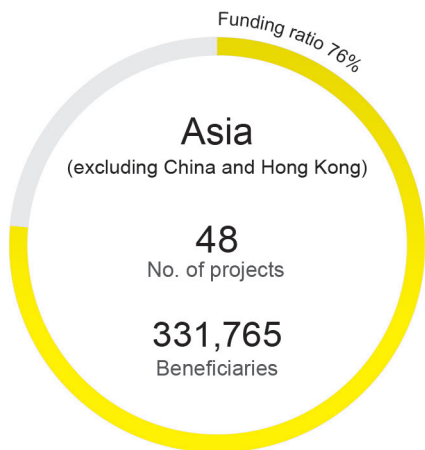 Funding ratio 76%
Asia
(excluding China and Hong Kong)
48
No. of projects
331,765
Beneficiaries